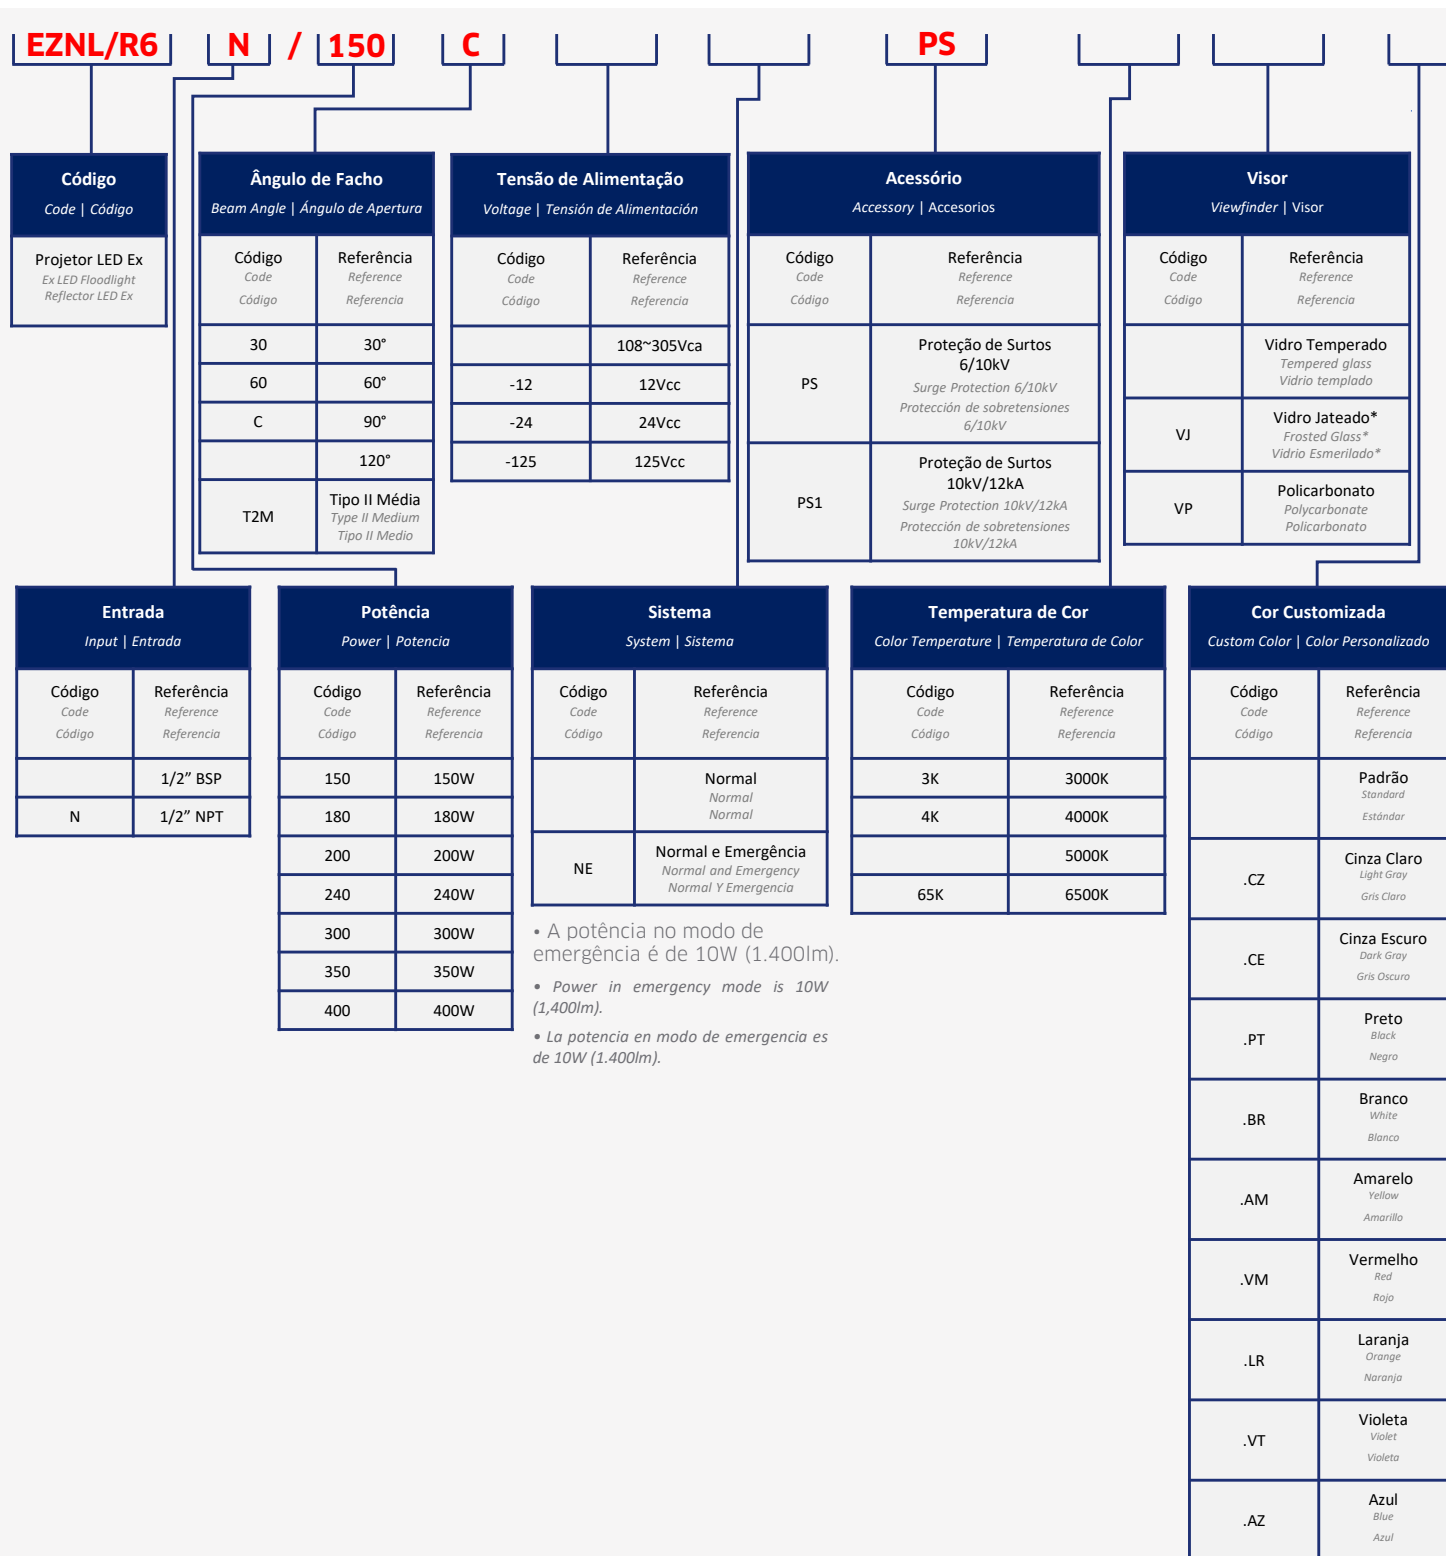 EZNL/R6 N / 150 C PS
Código
Code | Código
Projetor LED Ex
Ex LED Floodlight
Reflector LED Ex
Ângulo de Facho
Beam Angle | Ángulo de Apertura
Código Referência
Code Reference
Código Referencia
30 30°
60 60°
C 90°
120°
T2M Tipo II Média
Type II Medium
Tipo II Medio
Tensão de Alimentação
Voltage | Tensión de Alimentación
Código Referência
Code Reference
Código Referencia
108~305Vca
-12 12Vcc
-24 24Vcc
-125 125Vcc
Acessório
Accessory | Accesorios
Código Referência
Code Reference
Código Referencia
PS Proteção de Surtos
6/10kV
Surge Protection 6/10kV
Protección de sobretensiones
6/10kV
PS1 Proteção de Surtos
10kV/12kA
Surge Protection 10kV/12kA
Protección de sobretensiones
10kV/12kA
Visor
Viewfinder | Visor
Código Referência
Code Reference
Código Referencia
Vidro Temperado
Tempered glass
Vidrio templado
VJ Vidro Jateado*
Frosted Glass*
Vidrio Esmerilado*
VP Policarbonato
Polycarbonate
Policarbonato
Entrada
Input | Entrada
Código Referência
Code Reference
Código Referencia
1/2” BSP
N 1/2” NPT
Potência
Power | Potencia
Código Referência
Code Reference
Código Referencia
150 150W
180 180W
200 200W
240 240W
300 300W
350 350W
400 400W
Sistema
System | Sistema
Código Referência
Code Reference
Código Referencia
Normal
Normal
Normal
NE Normal e Emergência
Normal and Emergency
Normal Y Emergencia
• A potência no modo de
emergência é de 10W (1.400lm).
• Power in emergency mode is 10W
(1,400lm).
• La potencia en modo de emergencia es
de 10W (1.400lm).
Temperatura de Cor
Color Temperature | Temperatura de Color
Código Referência
Code Reference
Código Referencia
3K 3000K
4K 4000K
5000K
65K 6500K
Cor Customizada
Custom Color | Color Personalizado
Código Referência
Code Reference
Código Referencia
Padrão
Standard
Estándar
.CZ Cinza Claro
Light Gray
Gris Claro
.CE Cinza Escuro
Dark Gray
Gris Oscuro
.PT Preto
Black
Negro
.BR Branco
White
Blanco
.AM Amarelo
Yellow
Amarillo
.VM Vermelho
Red
Rojo
.LR Laranja
Orange
Naranja
.VT Violeta
Violet
Violeta
.AZ Azul
Blue
Azul